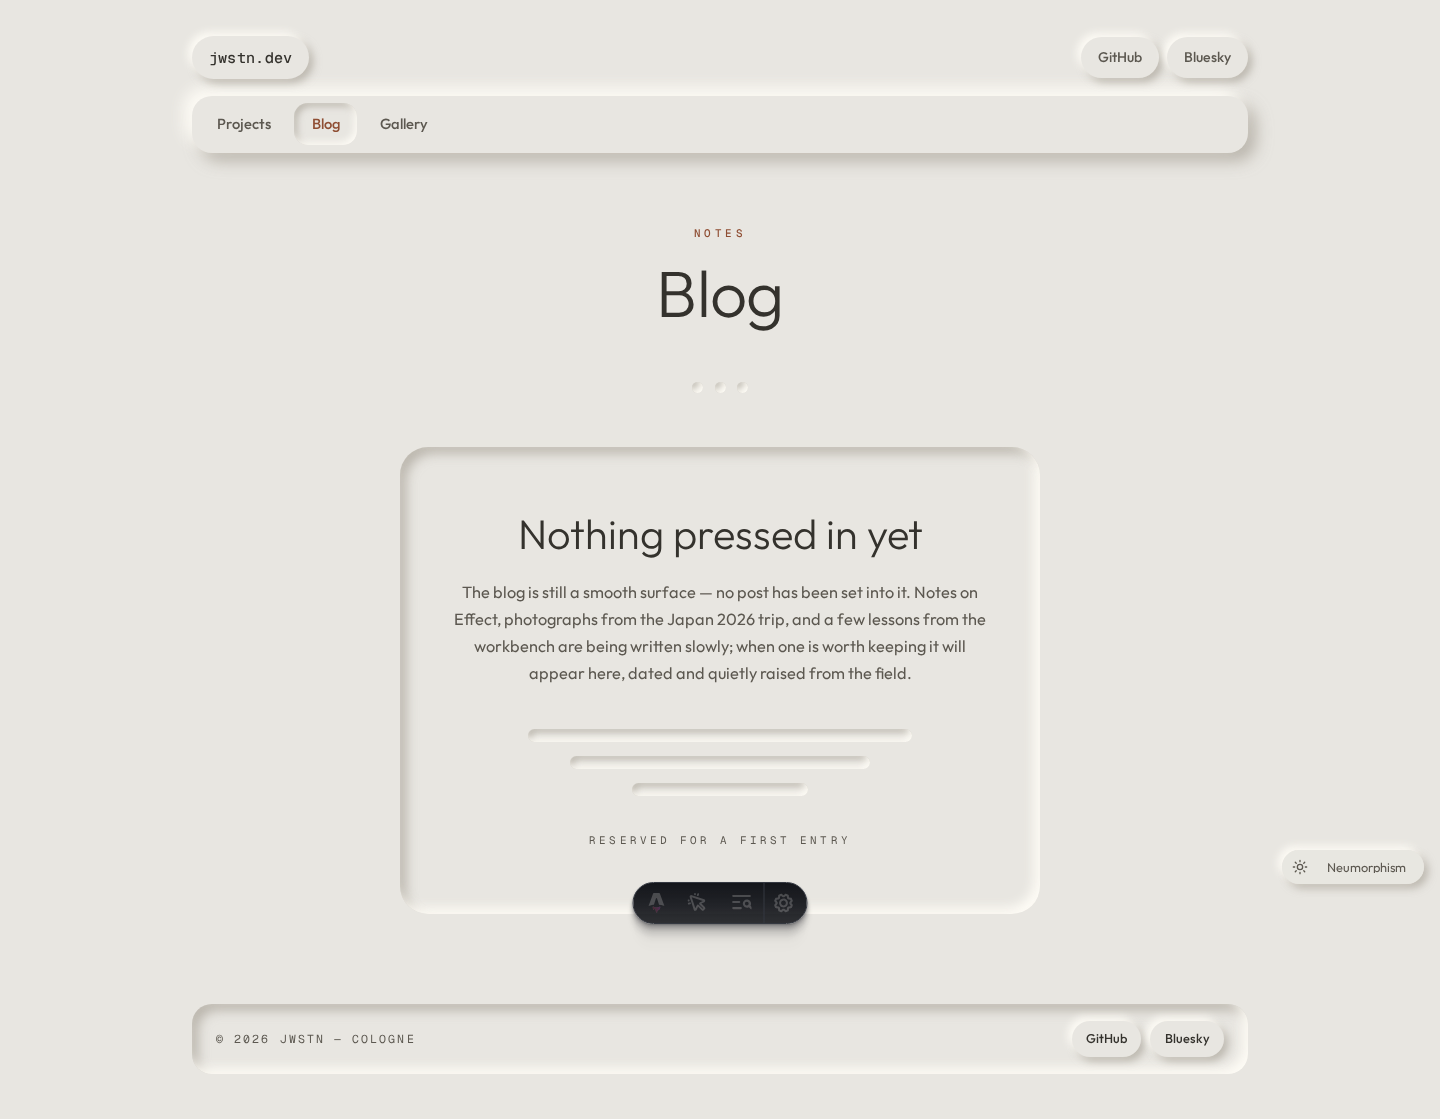 jwstn.dev
GitHub
Bluesky
Projects
Blog
Gallery
NOTES
Blog
Nothing pressed in yet
The blog is still a smooth surface — no post has been set into it. Notes on
Effect, photographs from the Japan 2026 trip, and a few lessons from the
workbench are being written slowly; when one is worth keeping it will
appear here, dated and quietly raised from the field.
RESERVED FOR A FIRST ENTRY
Neumorphism
© 2026 JWSTN — COLOGNE
GitHub
Bluesky